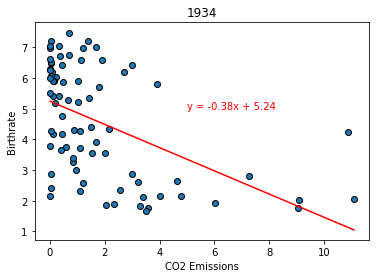 1934
7
6
5
4
3
2
1
Birthrate
y = -0.38x + 5.24
0 2 4 6 8 10
CO2 Emissions